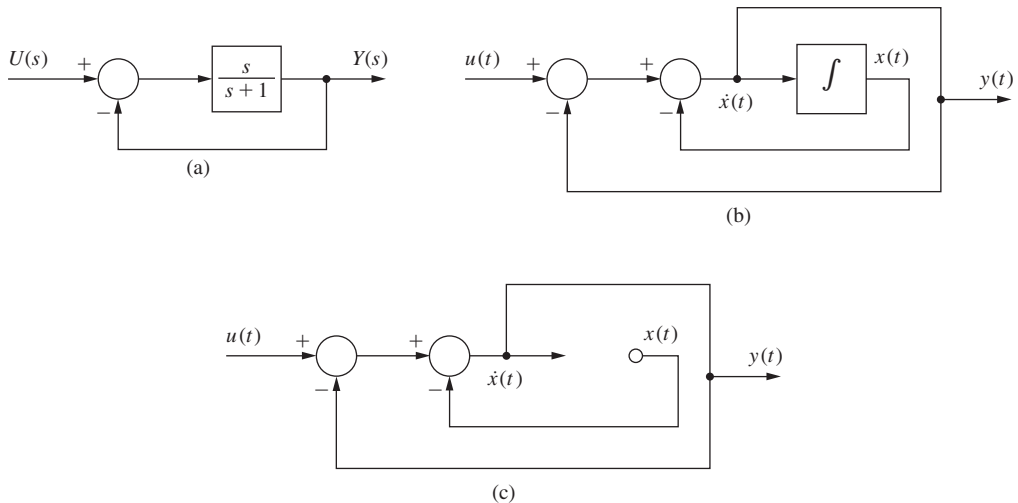 U(s) + − s/(s + 1) Y(s)
(a)
u(t) + − + − ẋ(t) ∫ x(t) y(t)
(b)
u(t) + − + − ẋ(t) x(t) y(t)
(c)